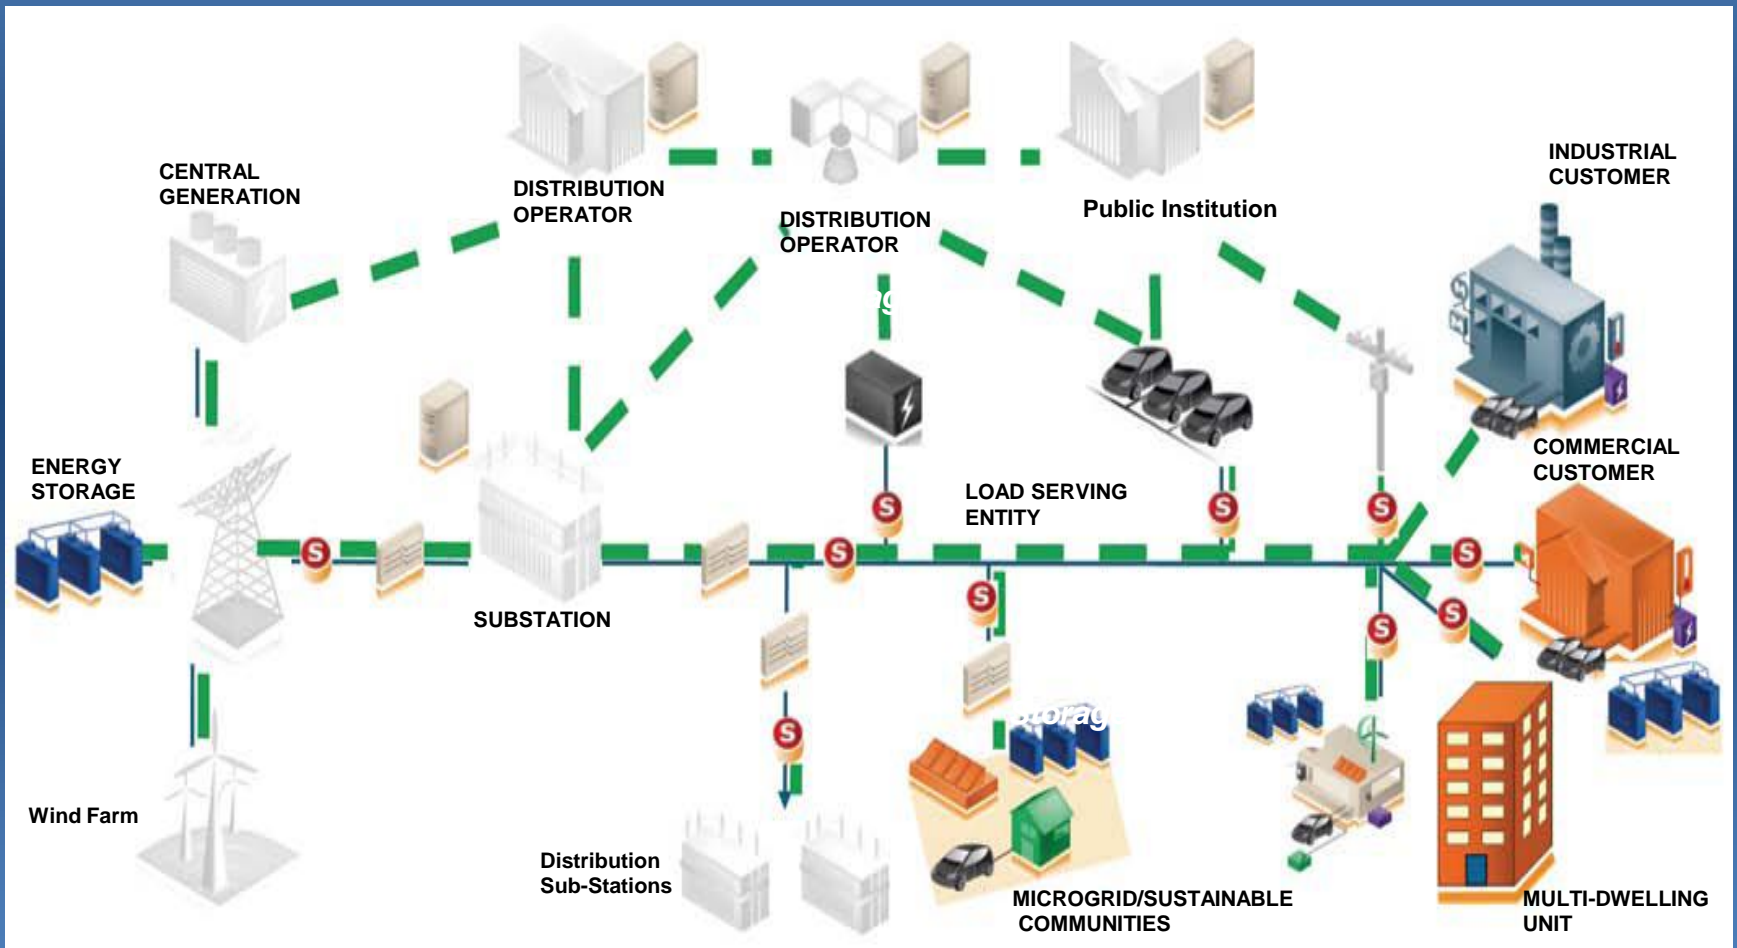 CENTRAL
GENERATION
DISTRIBUTION
OPERATOR
DISTRIBUTION
OPERATOR
Public Institution
INDUSTRIAL
CUSTOMER
ENERGY
STORAGE
LOAD SERVING
ENTITY
COMMERCIAL
CUSTOMER
S
S
S
S
S
S
SUBSTATION
S
S
S
S
Wind Farm
Distribution
Sub-Stations
MICROGRID/SUSTAINABLE
COMMUNITIES
MULTI-DWELLING
UNIT